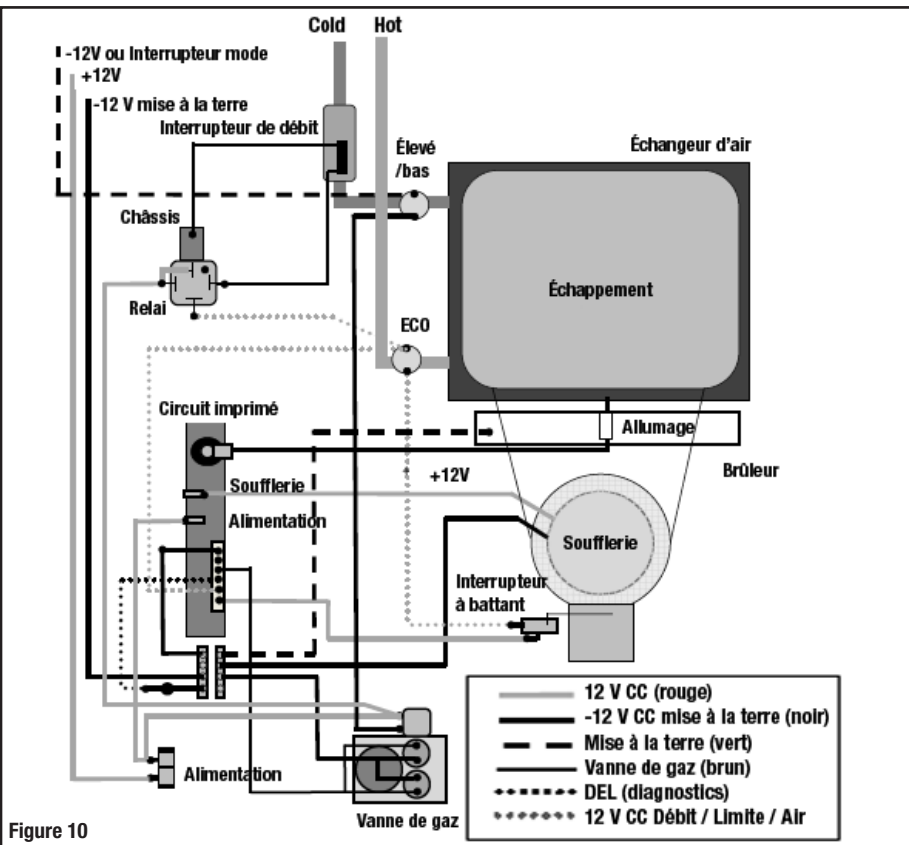 Cold Hot
-12V ou Interrupteur mode
+12V
-12 V mise à la terre
Interrupteur de débit
Élevé
/bas
Échangeur d'air
Châssis
Échappement
Relai
ECO
Circuit imprimé
Allumage
+12V
Brûleur
Soufflerie
Alimentation
Soufflerie
Interrupteur
à battant
12 V CC (rouge)
-12 V CC mise à la terre (noir)
Mise à la terre (vert)
Vanne de gaz (brun)
DEL (diagnostics)
12 V CC Débit / Limite / Air
Alimentation
Vanne de gaz
Figure 10